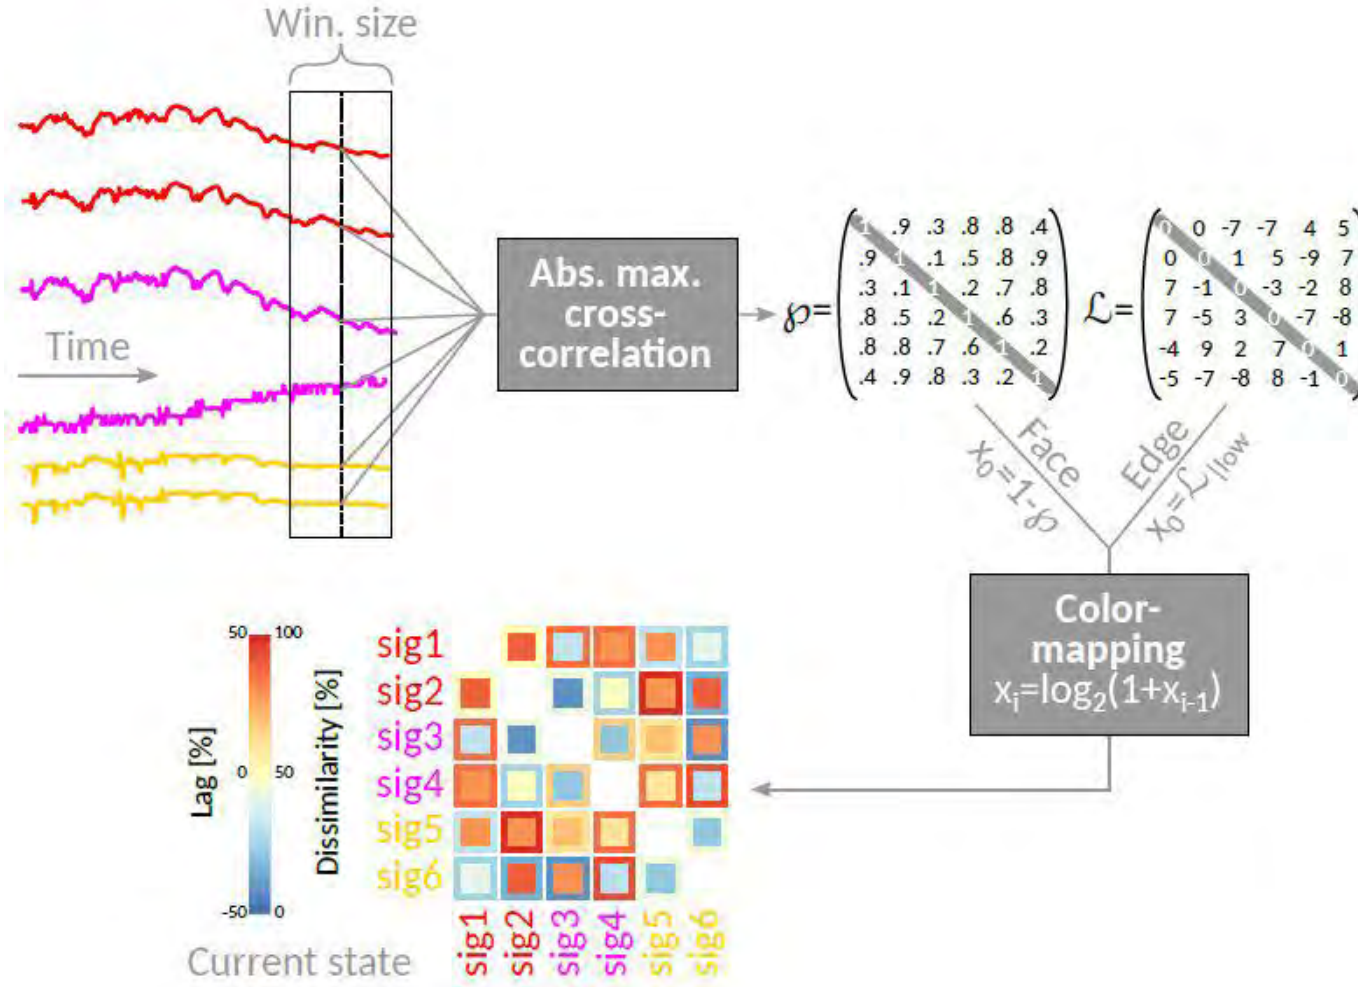 Win. size
Time
Abs. max.
cross-
correlation
℘=
1 .9 .3 .8 .8 .4
.9 1 .1 .5 .8 .9
.3 .1 1 .2 .7 .8
.8 .5 .2 1 .6 .3
.8 .8 .7 .6 1 .2
.4 .9 .8 .3 .2 1
ℒ=
0 0 -7 -7 4 5
0 0 1 5 -9 7
7 -1 0 -3 -2 8
7 -5 3 0 -7 -8
-4 9 2 7 0 1
-5 -7 -8 8 -1 0
Face
x₀=1-℘
Edge
x₀=ℒ|low
Color-
mapping
xᵢ=log₂(1+xᵢ₋₁)
50 100
0 50
-50 0
Lag [%]
Dissimilarity [%]
sig1
sig2
sig3
sig4
sig5
sig6
sig1 sig2 sig3 sig4 sig5 sig6
Current state